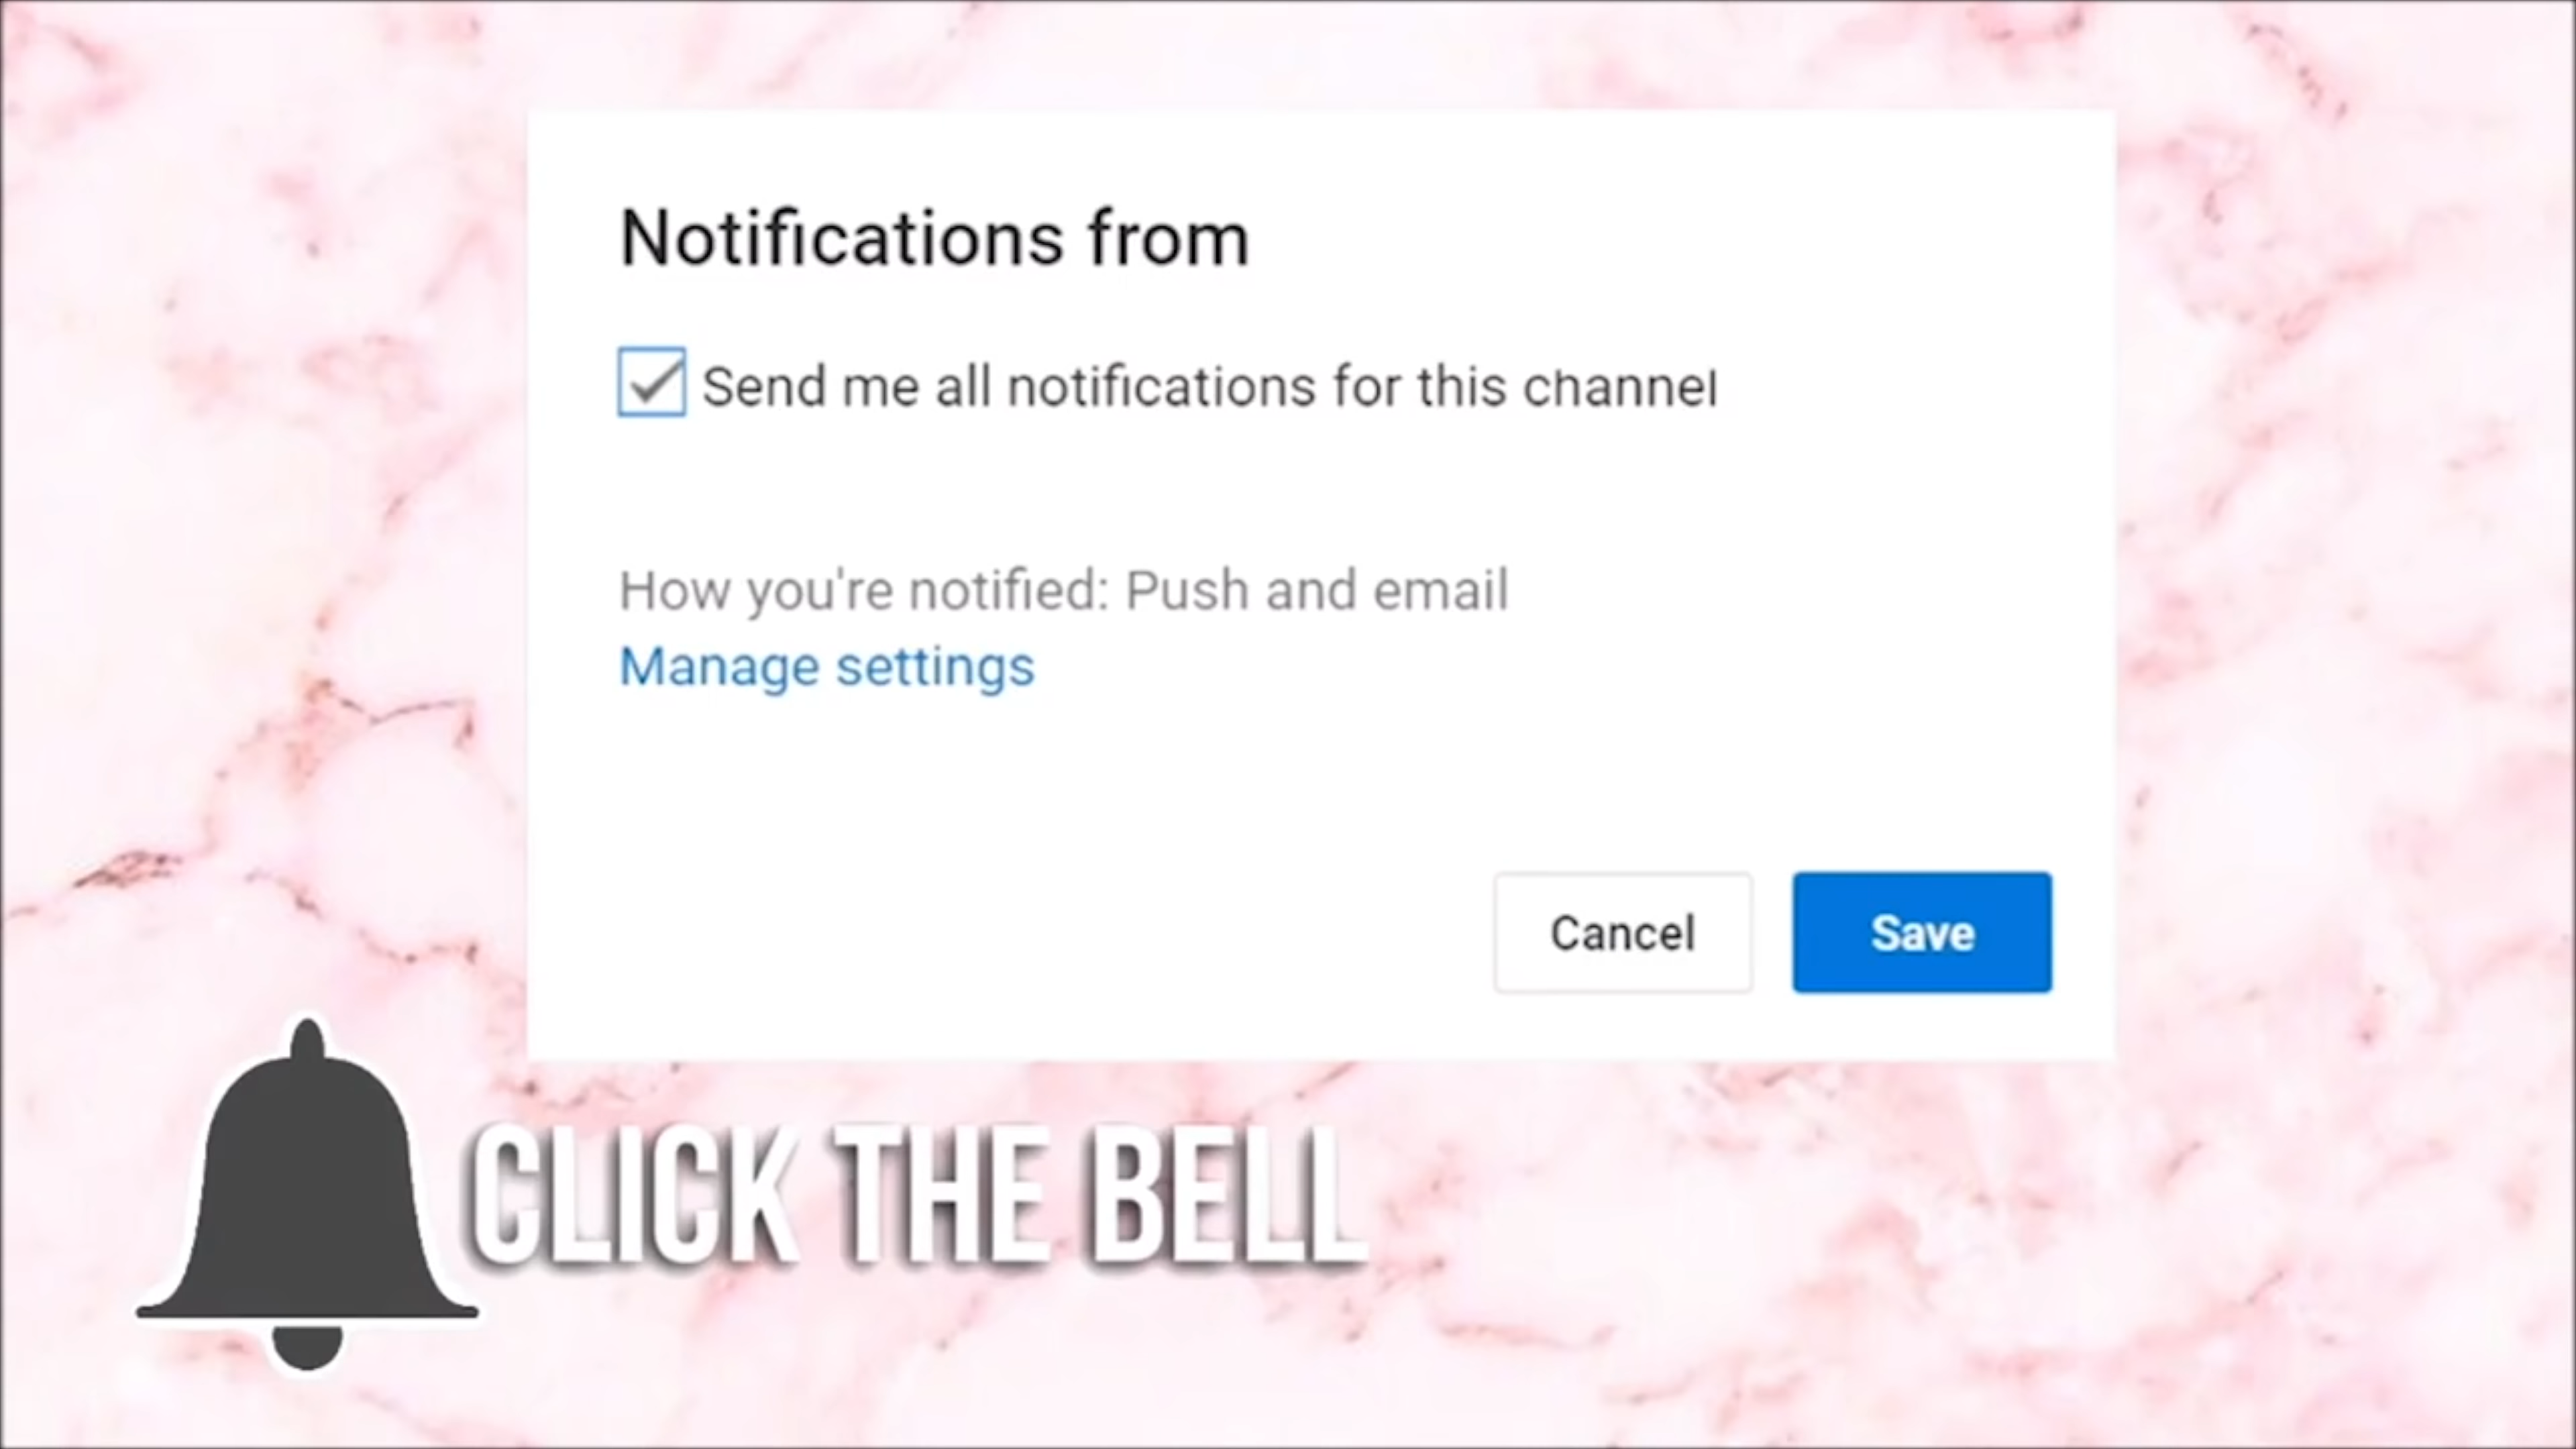 Notifications from
Send me all notifications for this channel
How you're notified: Push and email
Manage settings
Cancel
Save
CLICK THE BELL